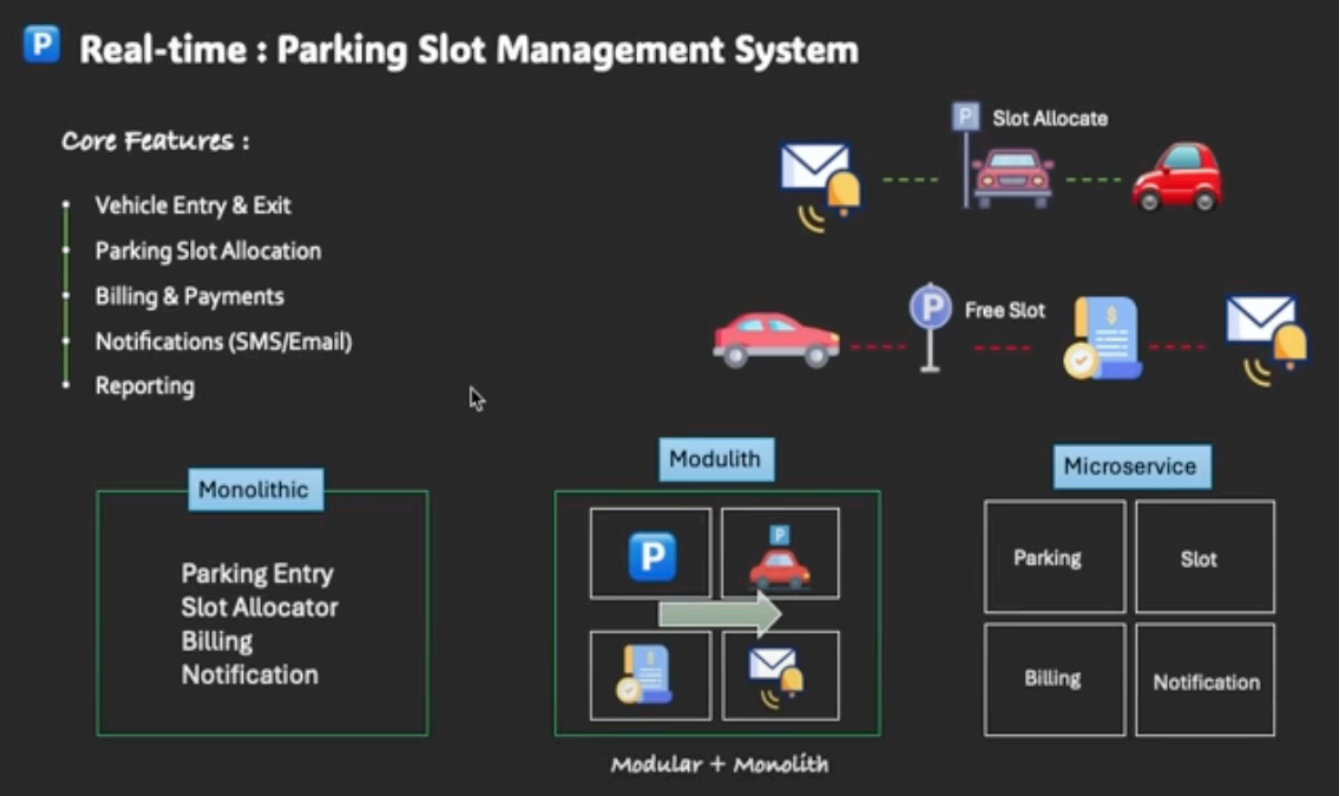 P Real-time : Parking Slot Management System
Core Features :
Vehicle Entry & Exit
Parking Slot Allocation
Billing & Payments
Notifications (SMS/Email)
Reporting
P Slot Allocate
P Free Slot
$
Monolithic
Parking Entry
Slot Allocator
Billing
Notification
Modulith
P
P
$
Modular + Monolith
Microservice
Parking
Slot
Billing
Notification